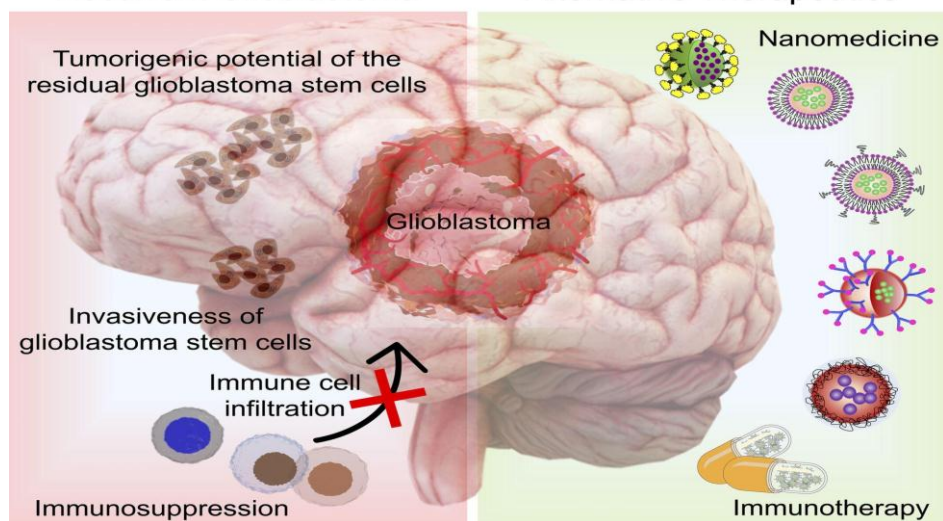 Tumorigenic potential of the
residual glioblastoma stem cells
Glioblastoma
Invasiveness of
glioblastoma stem cells
Immune cell
infiltration
Immunosuppression
Nanomedicine
Immunotherapy